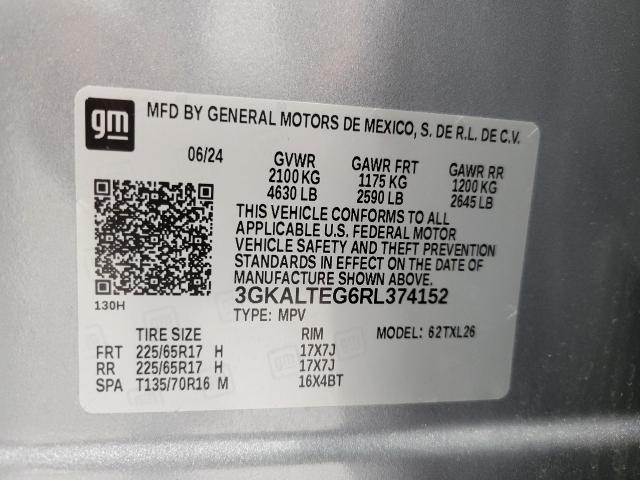 gm
MFD BY GENERAL MOTORS DE MEXICO, S. DE R.L. DE C.V.
06/24 GVWR GAWR FRT GAWR RR
2100 KG 1175 KG 1200 KG
4630 LB 2590 LB 2645 LB
THIS VEHICLE CONFORMS TO ALL
APPLICABLE U.S. FEDERAL MOTOR
VEHICLE SAFETY AND THEFT PREVENTION
STANDARDS IN EFFECT ON THE DATE
OF MANUFACTURE SHOWN ABOVE.
130H 3GKALTEG6RL374152
TYPE: MPV MODEL: 62TXL26
TIRE SIZE RIM
FRT 225/65R17 H 17X7J
RR 225/65R17 H 17X7J
SPA T135/70R16 M 16X4BT